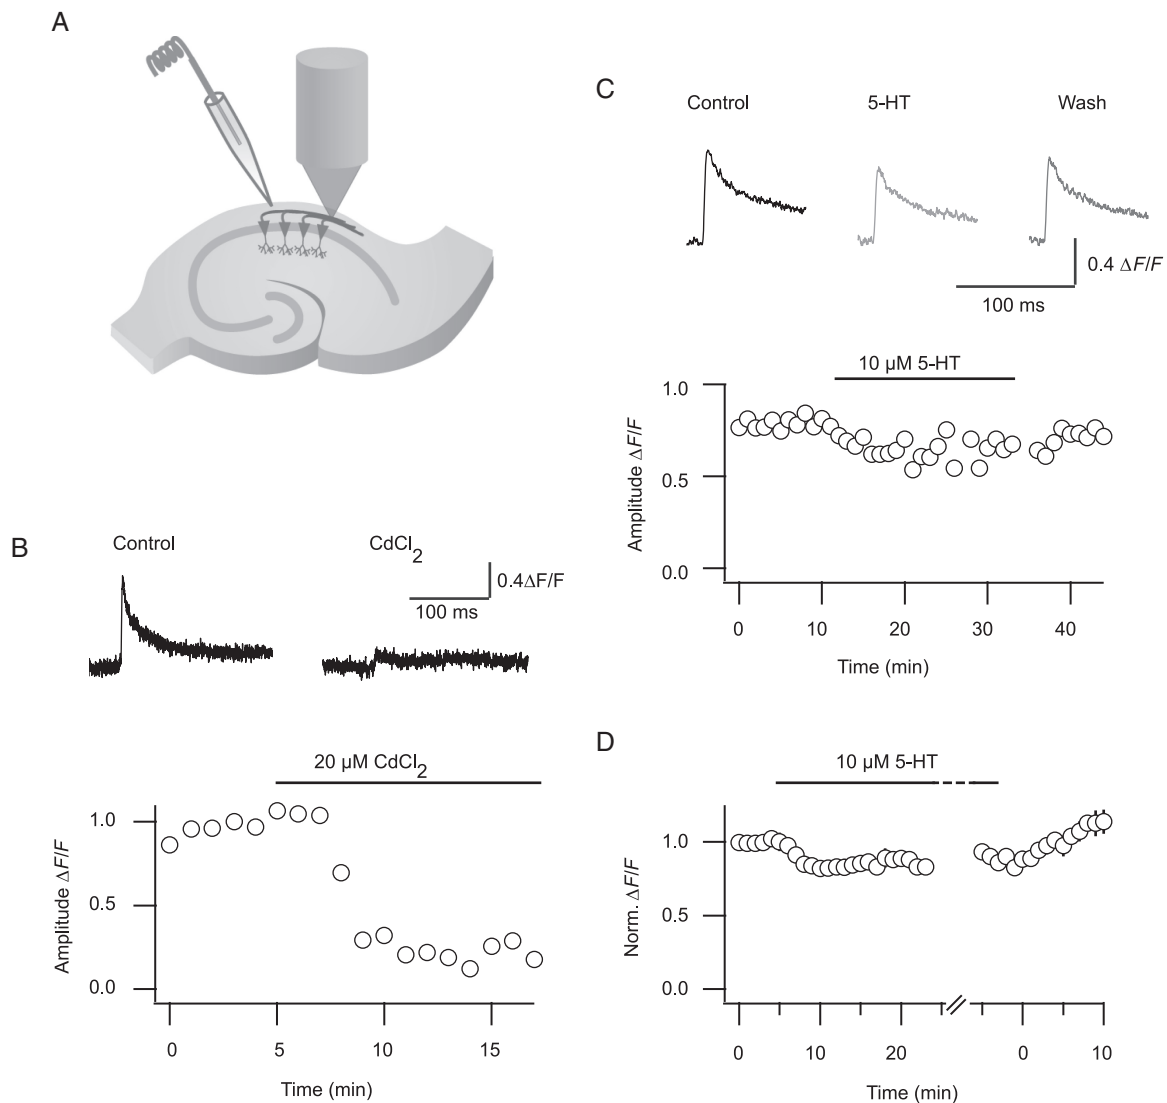 A
B
Control
CdCl2
0.4ΔF/F
100 ms
20 μM CdCl2
1.0
0.5
0.0
Amplitude ΔF/F
0
5
10
15
Time (min)
C
Control
5-HT
Wash
0.4 ΔF/F
100 ms
10 μM 5-HT
1.0
0.5
0.0
Amplitude ΔF/F
0
10
20
30
40
Time (min)
D
10 μM 5-HT
1.0
0.5
0.0
Norm. ΔF/F
0
10
20
0
10
Time (min)